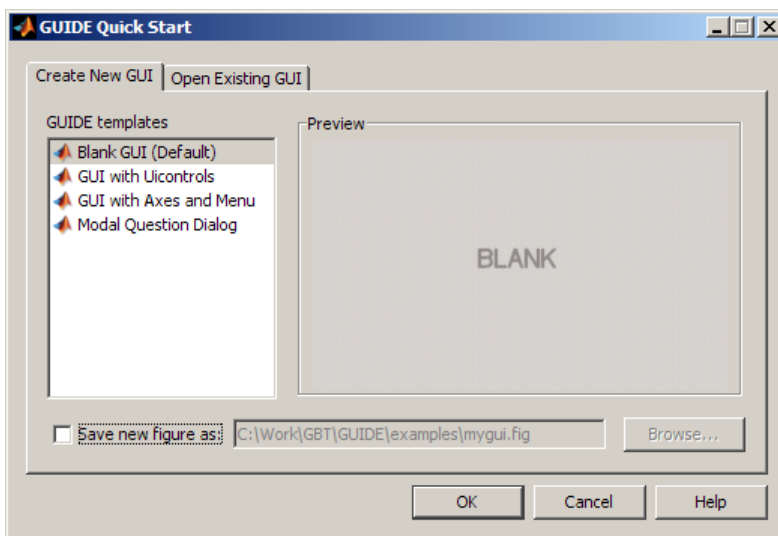 GUIDE Quick Start
Create New GUI
Open Existing GUI
GUIDE templates
Blank GUI (Default)
GUI with Uicontrols
GUI with Axes and Menu
Modal Question Dialog
Preview
BLANK
Save new figure as:
C:\Work\GBT\GUIDE\examples\mygui.fig
Browse...
OK
Cancel
Help